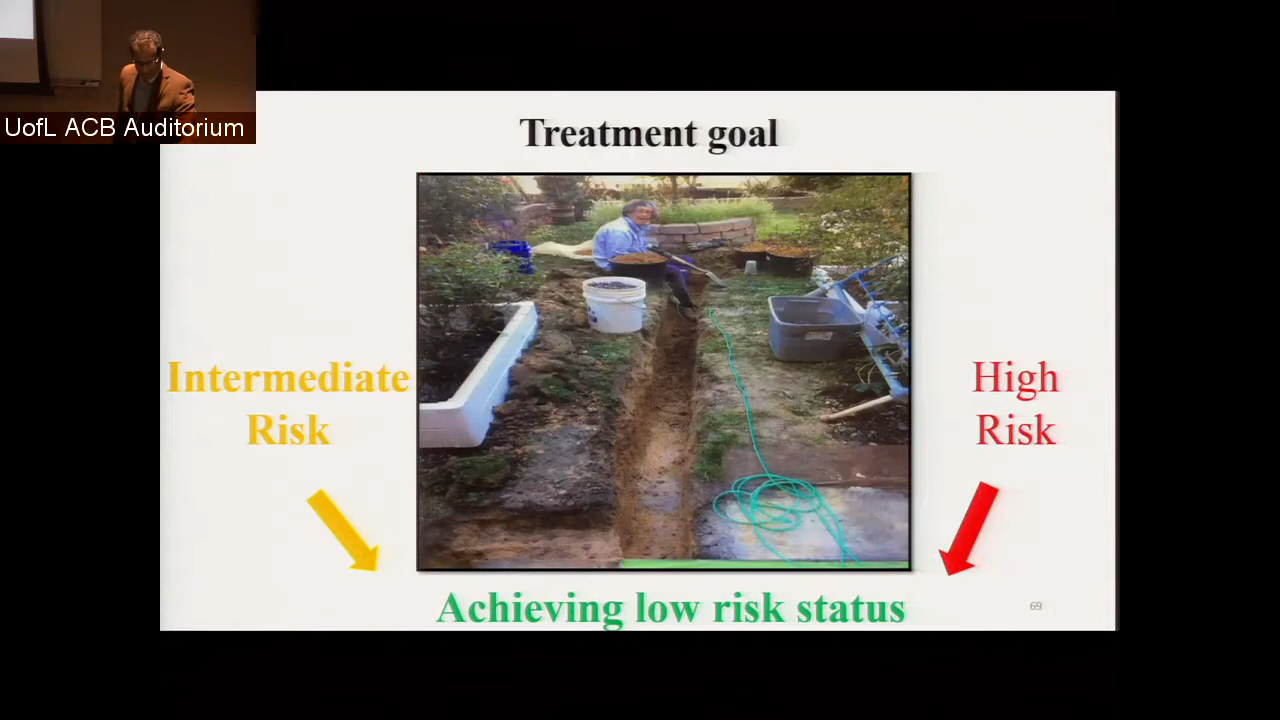 UofL ACB Auditorium
Treatment goal
Intermediate
Risk
High
Risk
Achieving low risk status
69